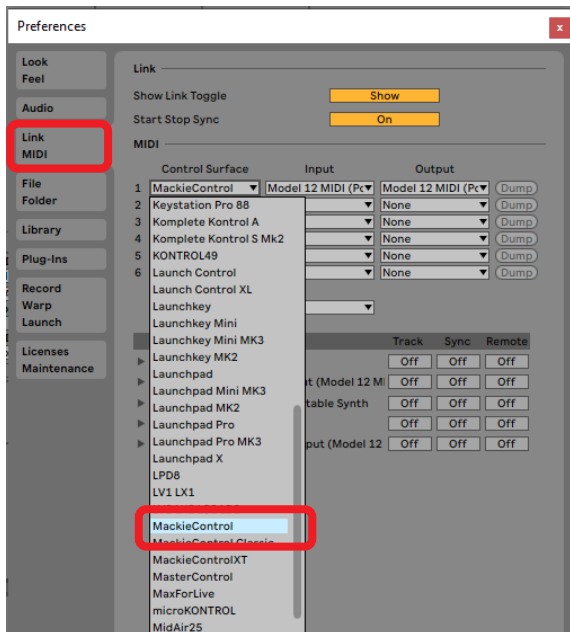 Preferences
x
Look
Feel
Audio
Link
MIDI
File
Folder
Library
Plug-Ins
Record
Warp
Launch
Licenses
Maintenance
Link
Show Link Toggle Show
Start Stop Sync On
MIDI
Control Surface Input Output
1 MackieControl Model 12 MIDI (Po Model 12 MIDI (Po Dump
2 Keystation Pro 88 None Dump
3 Komplete Kontrol A None Dump
4 Komplete Kontrol S Mk2 None Dump
5 KONTROL49 None Dump
6 Launch Control None Dump
Launch Control XL
Launchkey
Launchkey Mini
Launchkey Mini MK3
Track Sync Remote
Launchkey MK2
Off Off Off
Launchpad
Launchpad Mini MK3
t (Model 12 MI Off Off Off
Launchpad MK2
table Synth Off Off Off
Launchpad Pro
Off Off Off
Launchpad Pro MK3
put (Model 12 Off Off Off
Launchpad X
LPD8
LV1 LX1
MackieControl
MackieControl Classic
MackieControlXT
MasterControl
MaxForLive
microKONTROL
MidAir25